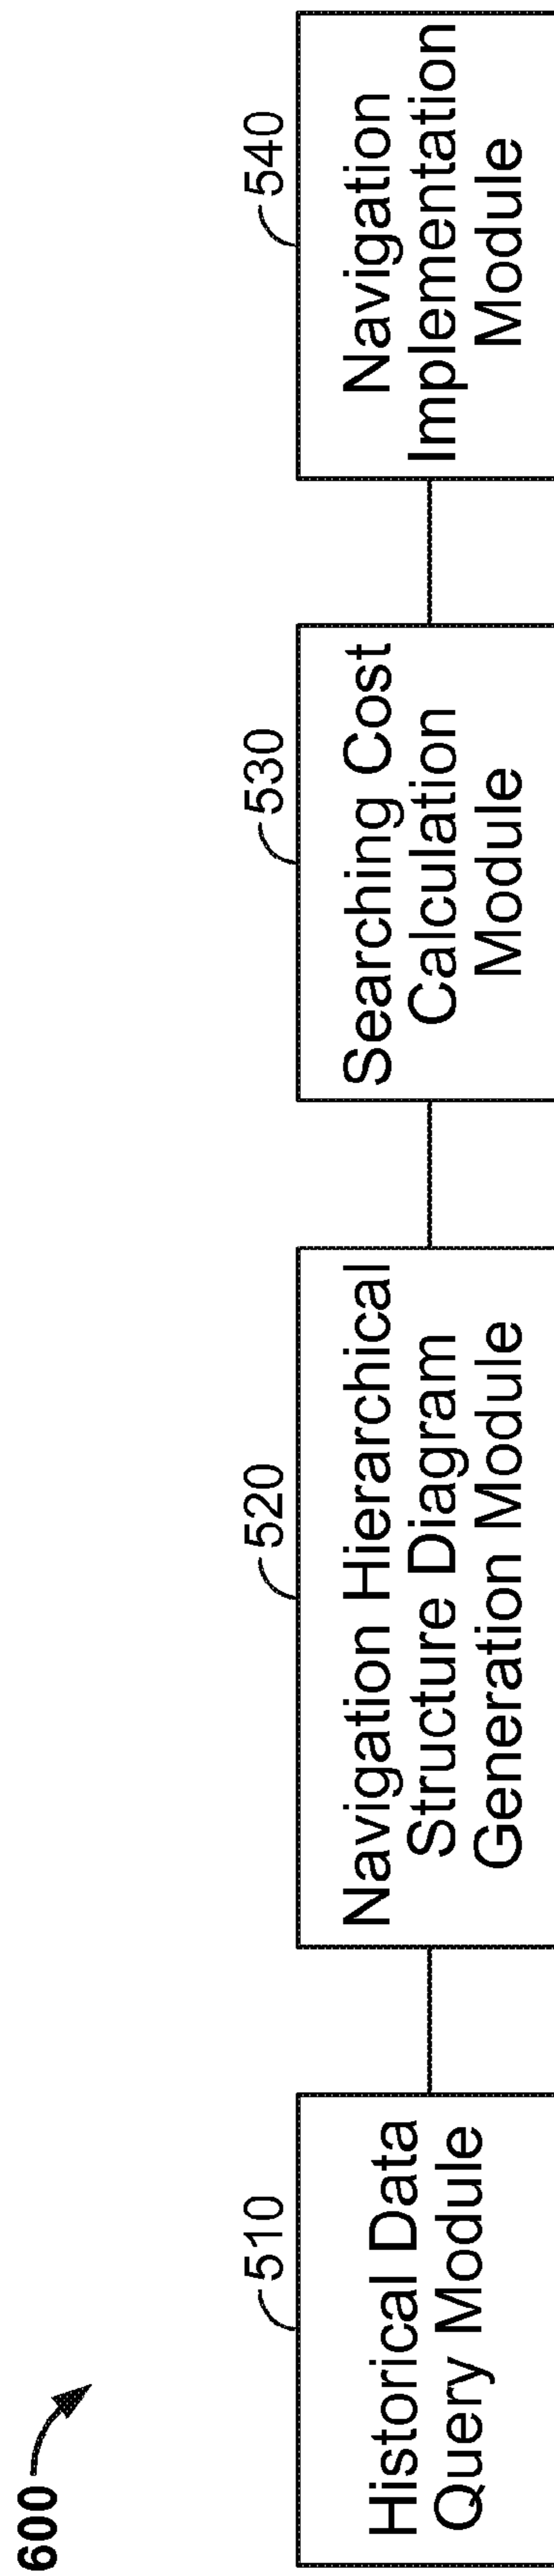 600
510
Historical Data
Query Module
520
Navigation Hierarchical
Structure Diagram
Generation Module
530
Searching Cost
Calculation
Module
540
Navigation
Implementation
Module